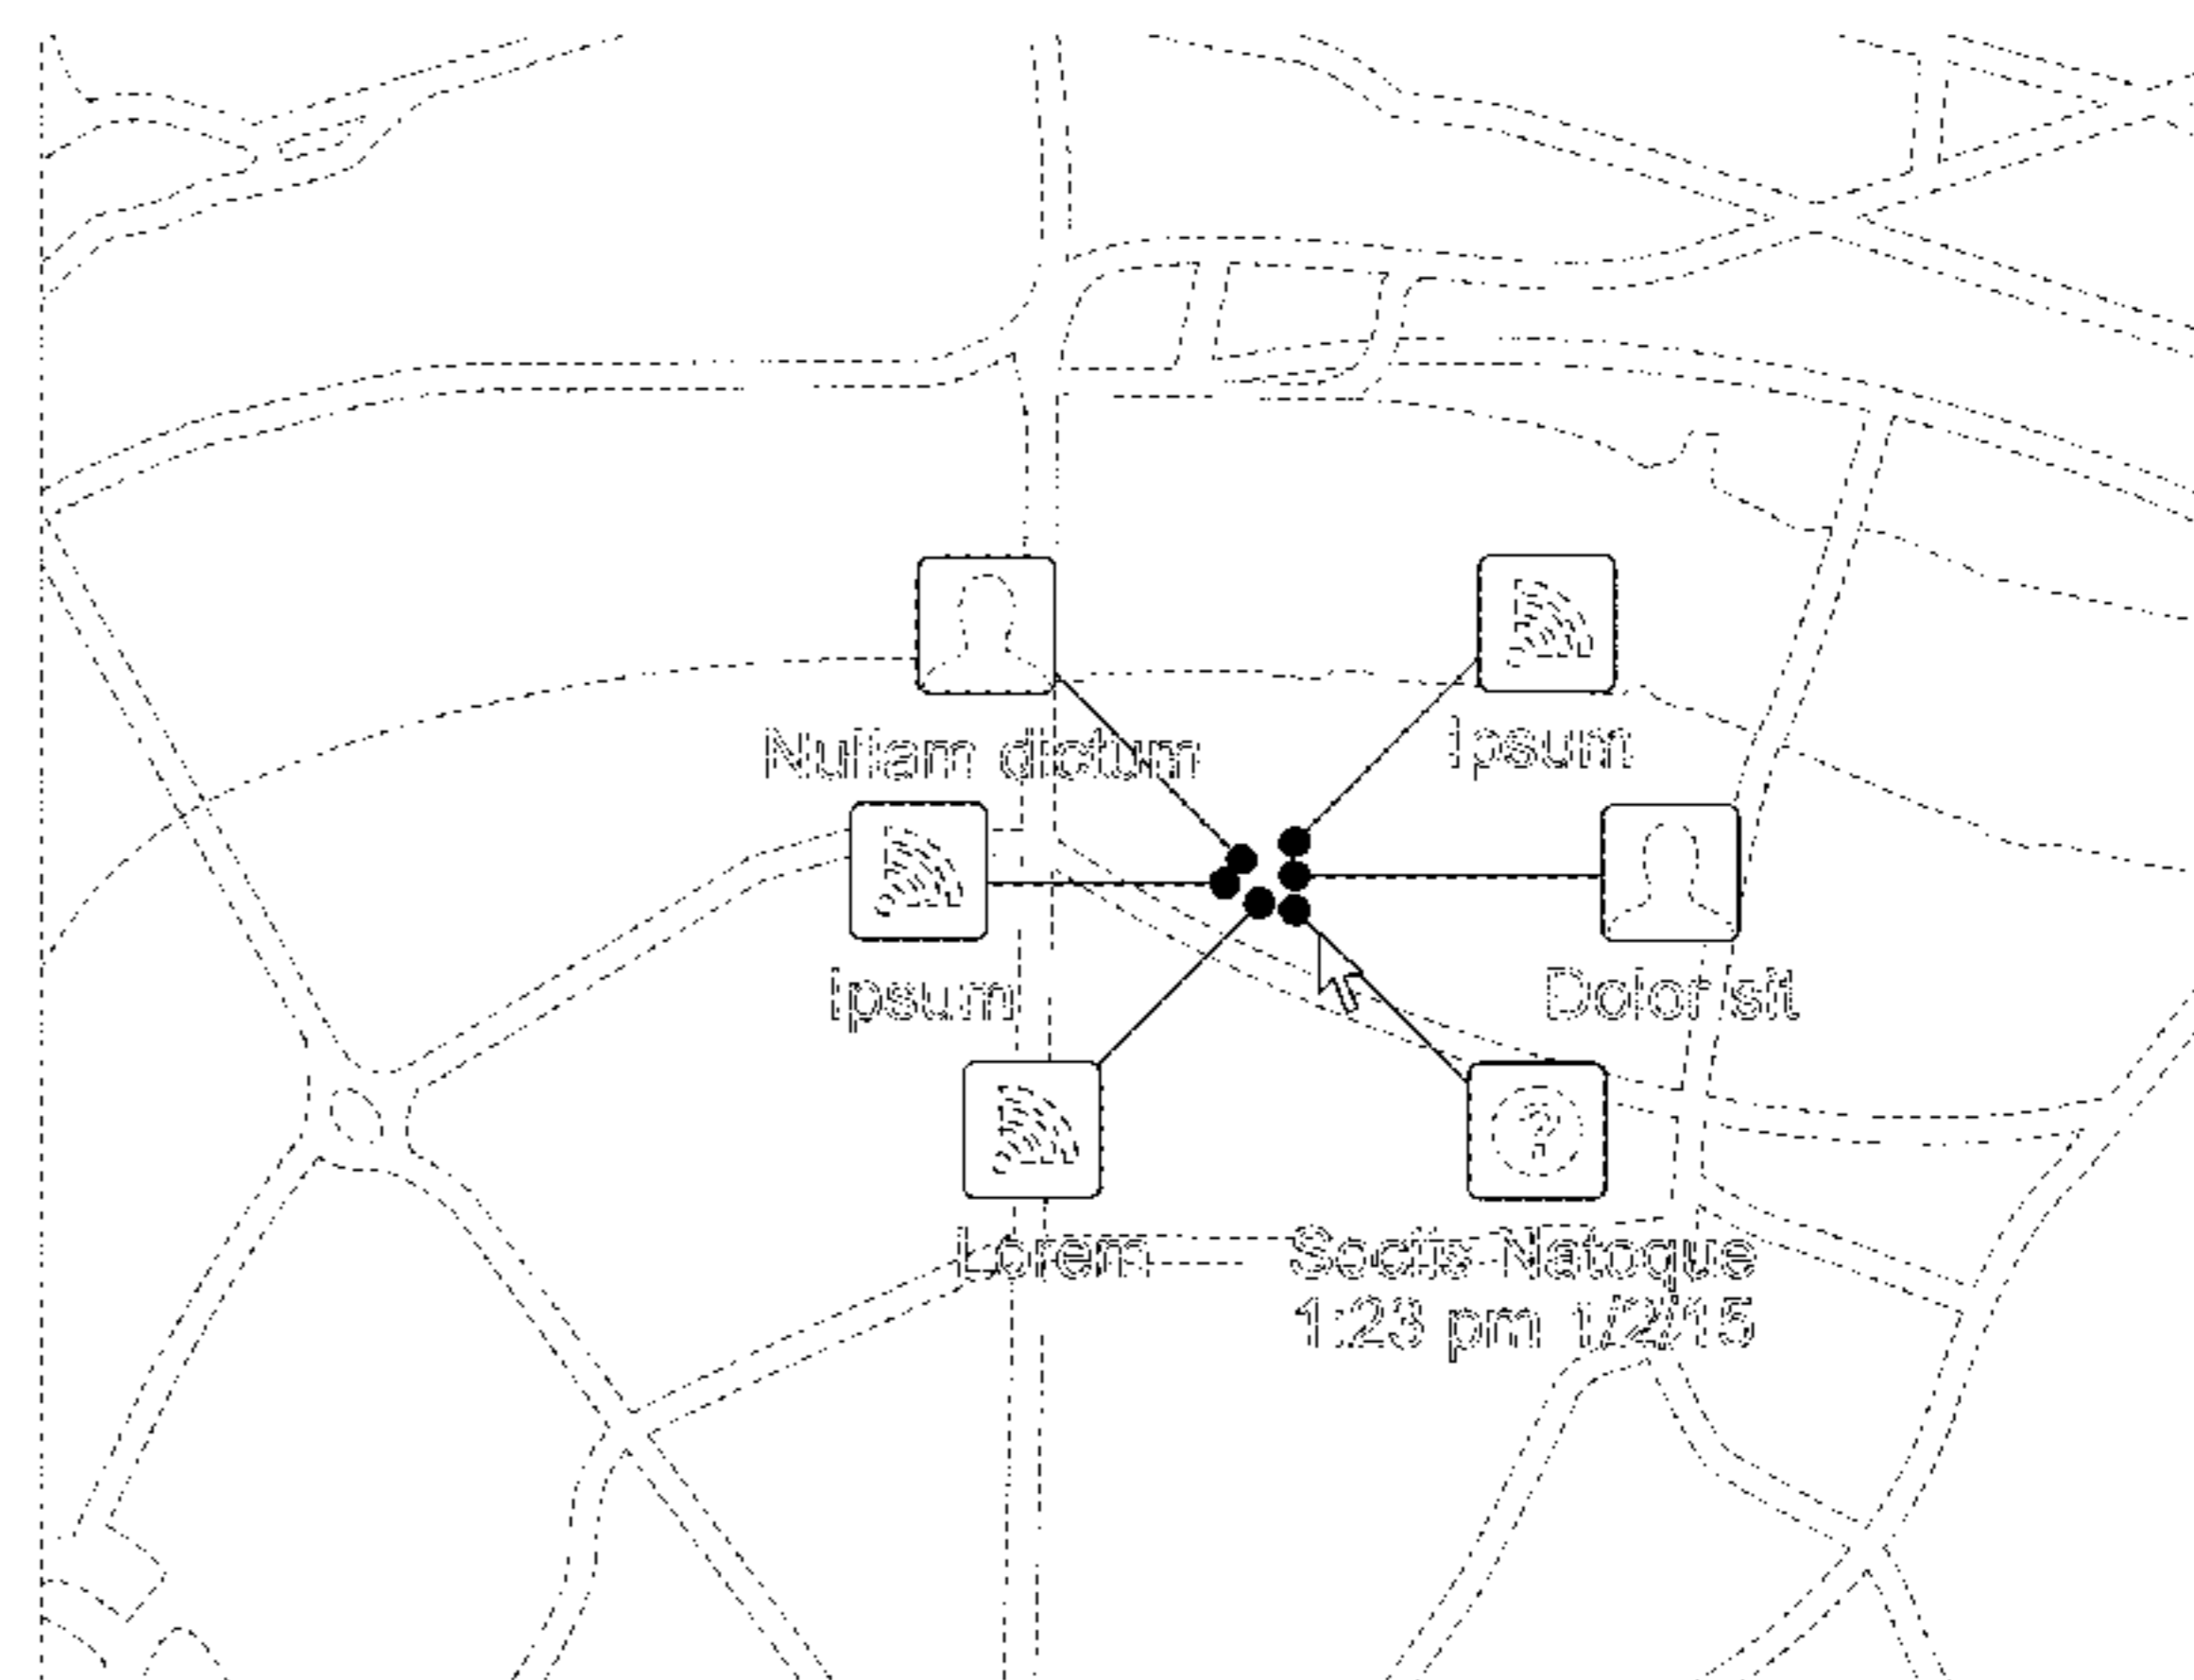 Nullam dictum
Ipsum
Ipsum
Dolor sit
?
Lorem
Sociis Natoque
1:23 pm 1/2/15